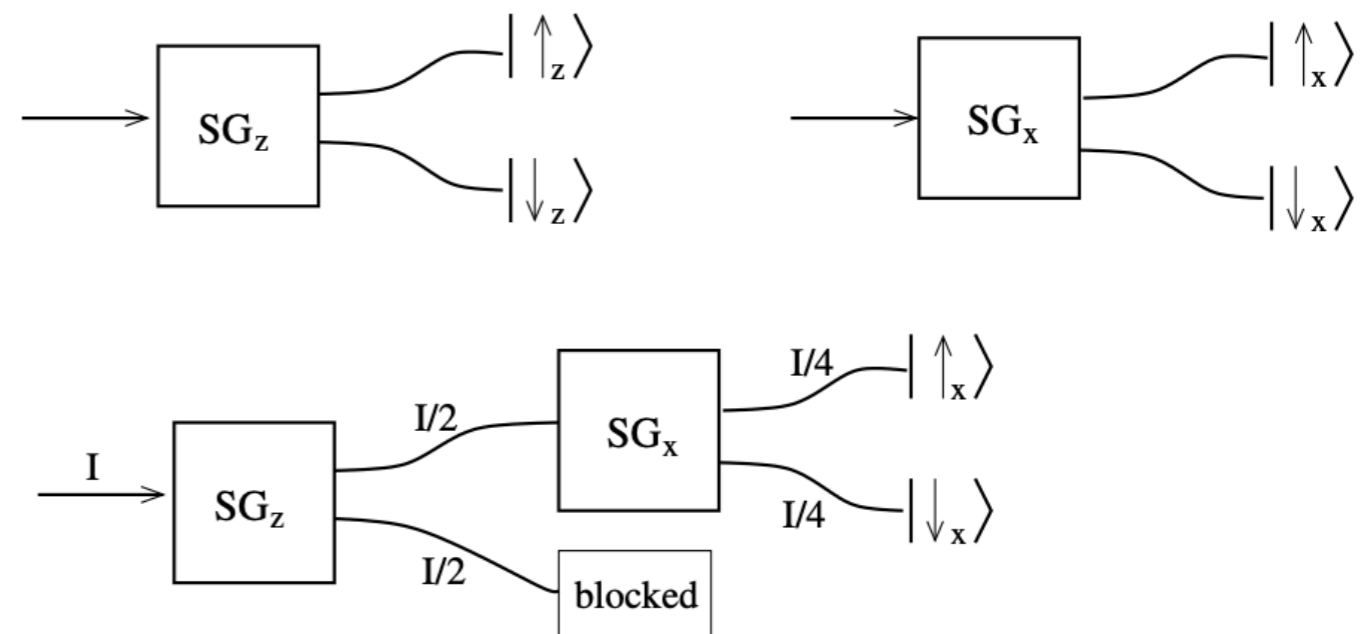 SG_z
|↑_z⟩
|↓_z⟩
SG_x
|↑_x⟩
|↓_x⟩
I
SG_z
I/2
I/2
blocked
SG_x
I/4
I/4
|↑_x⟩
|↓_x⟩